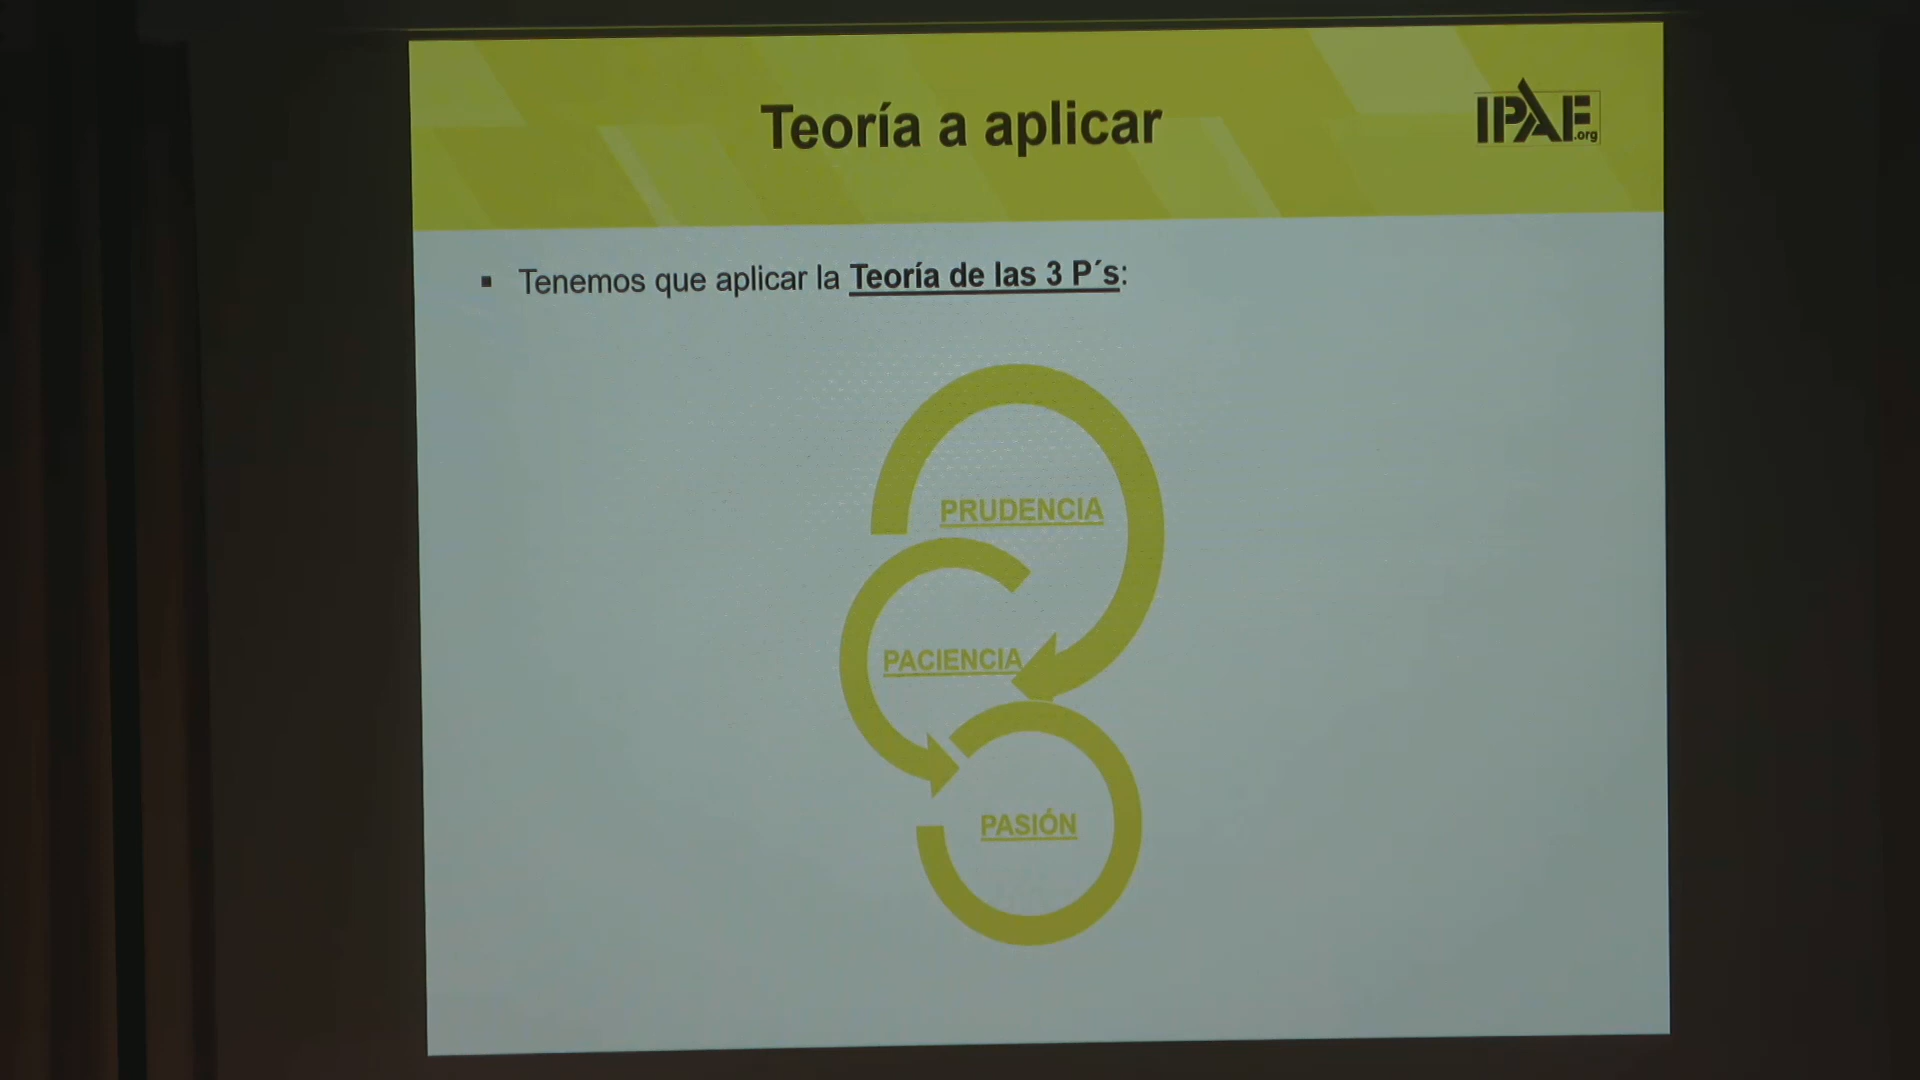 Teoría a aplicar
IPAE.org
▪ Tenemos que aplicar la Teoría de las 3 P´s:
PRUDENCIA
PACIENCIA
PASIÓN